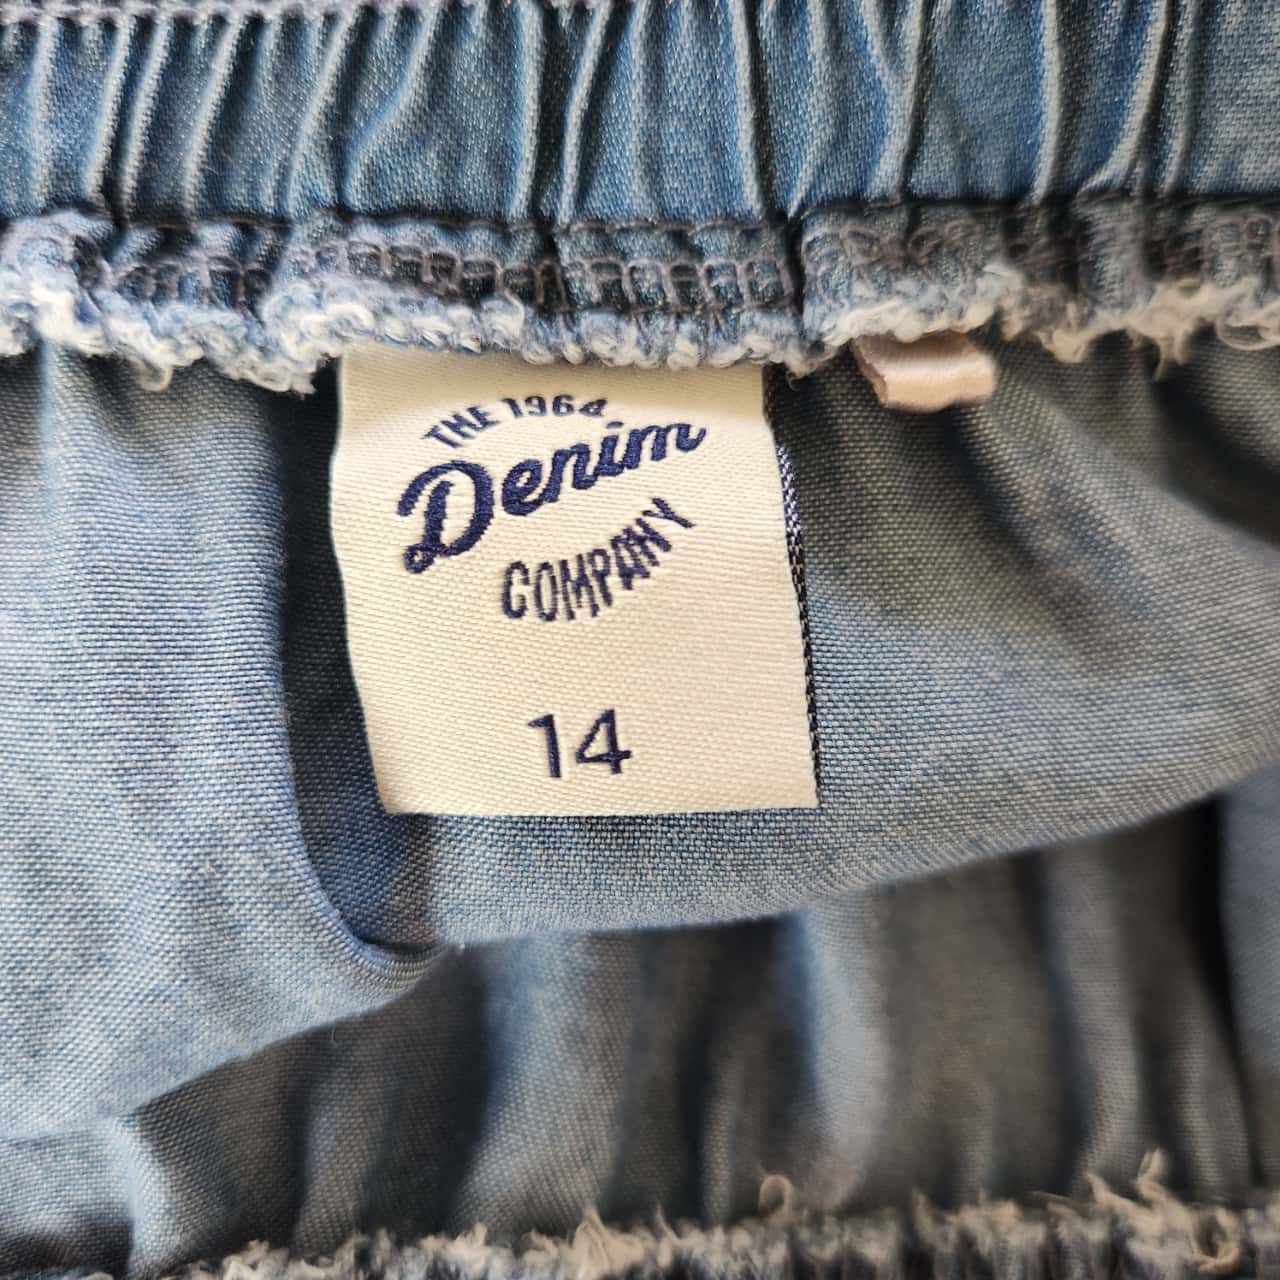 THE 1964
Denim
COMPANY
14